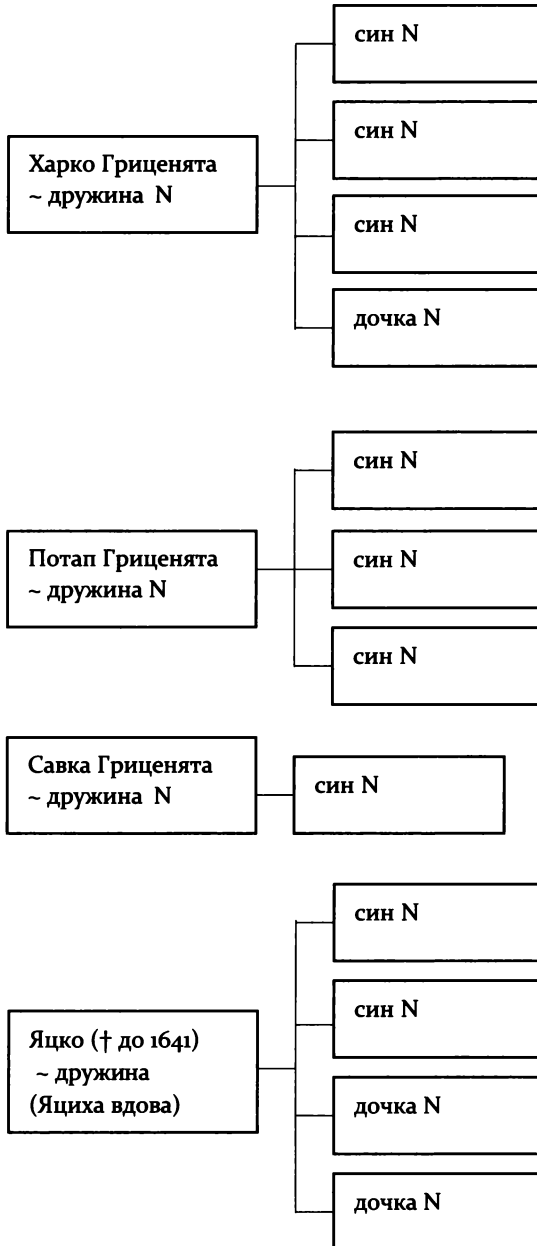 син N
син N
Харко Гриценята
~ дружина N
син N
дочка N
син N
Потап Гриценята
~ дружина N
син N
син N
Савка Гриценята
~ дружина N
син N
син N
син N
Яцко († до 1641)
~ дружина
(Яциха вдова)
дочка N
дочка N